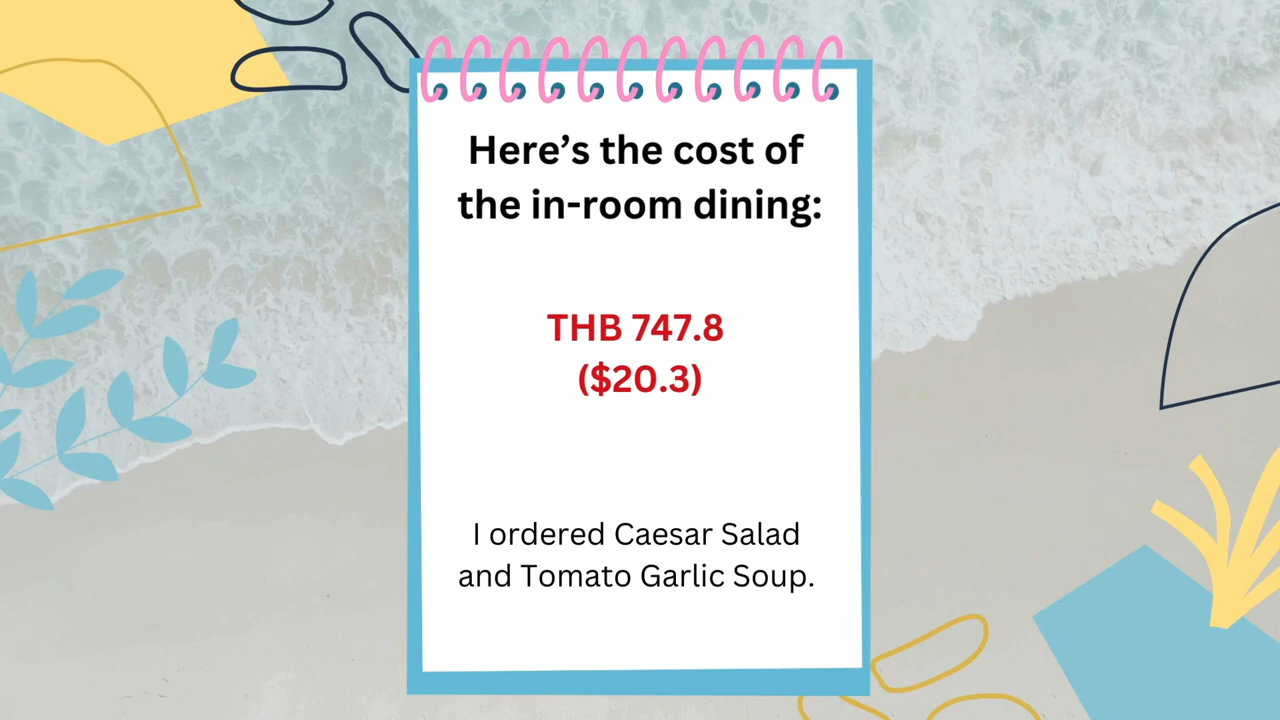 Here’s the cost of
the in-room dining:
THB 747.8
($20.3)
I ordered Caesar Salad
and Tomato Garlic Soup.